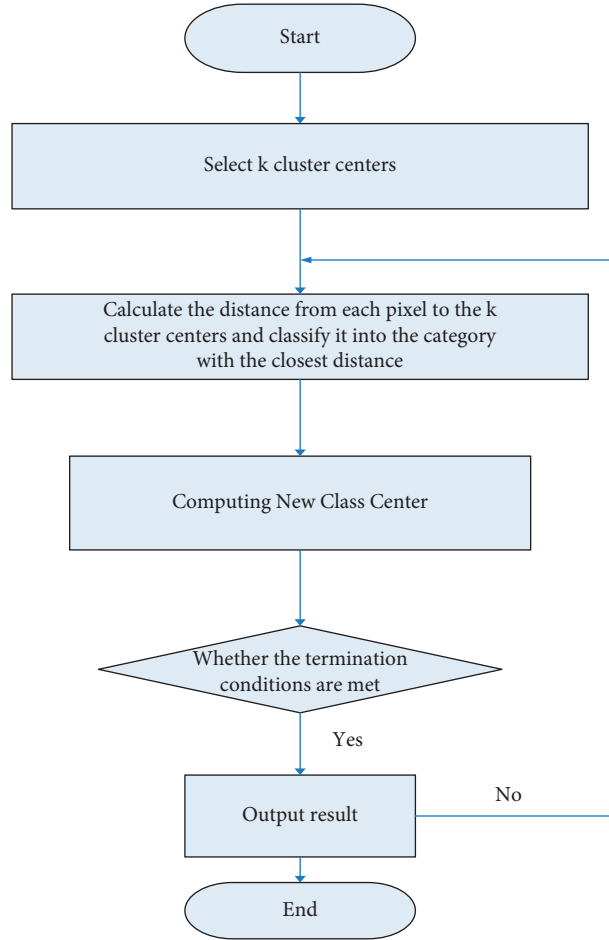 Start
Select k cluster centers
Calculate the distance from each pixel to the k
cluster centers and classify it into the category
with the closest distance
Computing New Class Center
Whether the termination
conditions are met
Yes
Output result
No
End